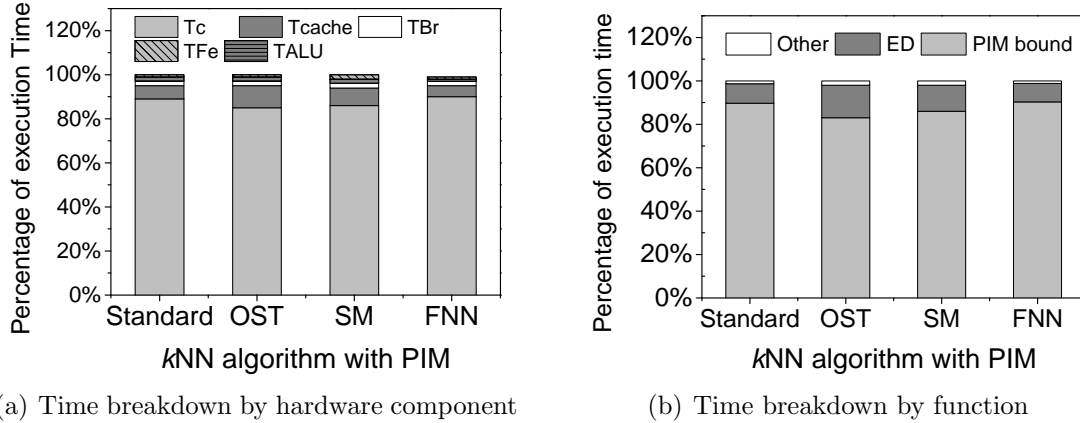 Percentage of execution Time
120%
100%
80%
60%
40%
20%
0%
Tc Tcache TBr
TFe TALU
Standard OST SM FNN
kNN algorithm with PIM
(a) Time breakdown by hardware component
Percentage of execution time
120%
100%
80%
60%
40%
20%
0%
Other ED PIM bound
Standard OST SM FNN
kNN algorithm with PIM
(b) Time breakdown by function